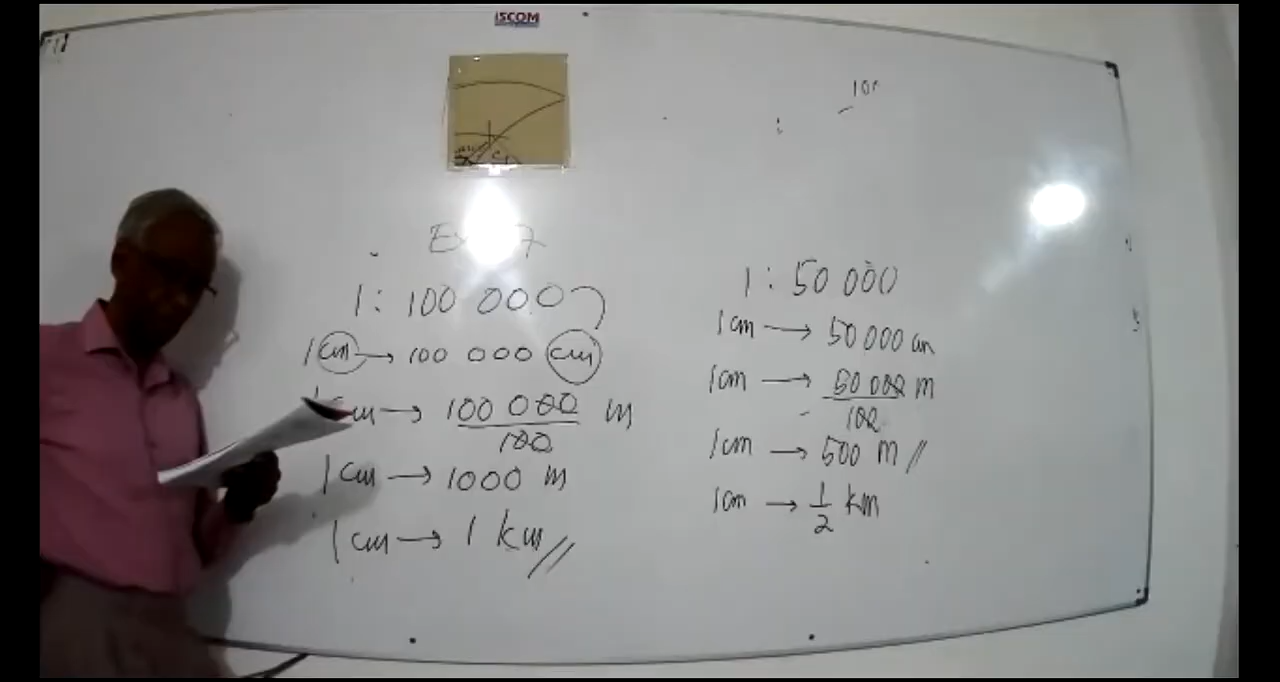 ISCOM
100
1 : 100 000
1 cm → 100 000 cm
cm → 100 000 / 100 m
1 cm → 1000 m
1 cm → 1 km //
1 : 50 000
1 cm → 50 000 cm
1 cm → 50 000 / 100 m
1 cm → 500 m //
1 cm → 1/2 km